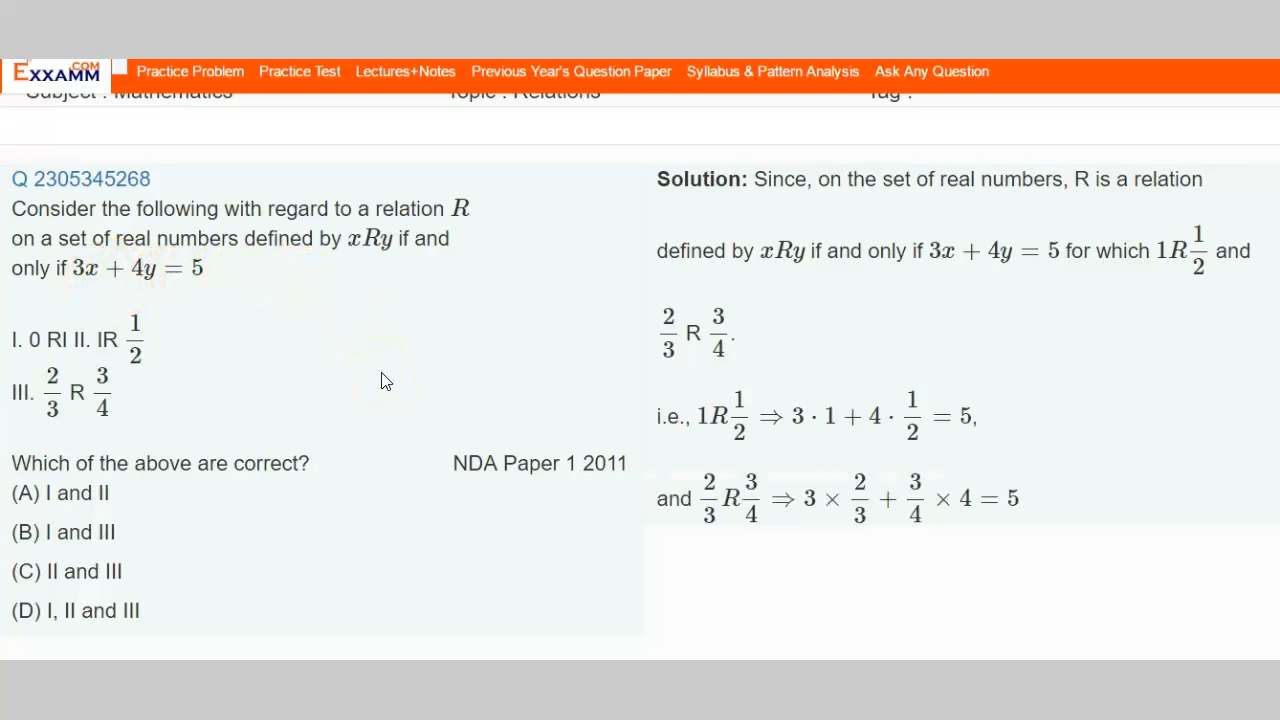 EXXAMM .COM
Practice Problem Practice Test Lectures+Notes Previous Year's Question Paper Syllabus & Pattern Analysis Ask Any Question
Subject : Mathematics Topic : Relations Tag :
Q 2305345268
Consider the following with regard to a relation R
on a set of real numbers defined by xRy if and
only if 3x + 4y = 5
I. 0 RI II. IR 1/2
III. 2/3 R 3/4
Which of the above are correct? NDA Paper 1 2011
(A) I and II
(B) I and III
(C) II and III
(D) I, II and III
Solution: Since, on the set of real numbers, R is a relation
defined by xRy if and only if 3x + 4y = 5 for which 1R 1/2 and
2/3 R 3/4.
i.e., 1R 1/2 ⇒ 3 · 1 + 4 · 1/2 = 5,
and 2/3 R 3/4 ⇒ 3 × 2/3 + 3/4 × 4 = 5